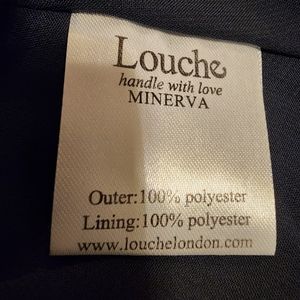 Louche
handle with love
MINERVA
Outer:100% polyester
Lining:100% polyester
www.louchelondon.com